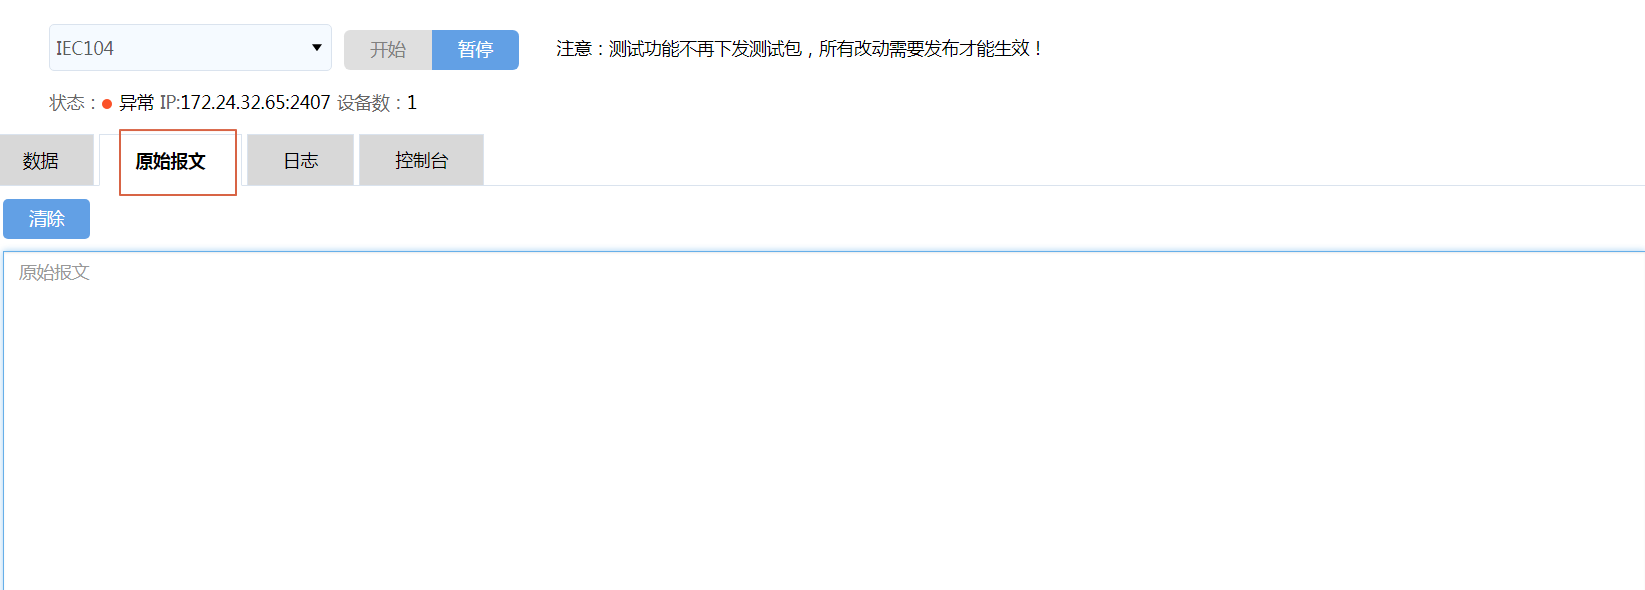 IEC104 开始 暂停 注意：测试功能不再下发测试包，所有改动需要发布才能生效！
状态： 异常 IP:172.24.32.65:2407 设备数：1
数据 原始报文 日志 控制台
清除
原始报文